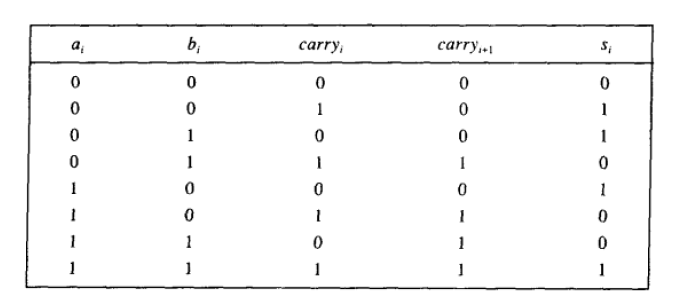 a_i b_i carry_i carry_{i+1} s_i
0 0 0 0 0
0 0 1 0 1
0 1 0 0 1
0 1 1 1 0
1 0 0 0 1
1 0 1 1 0
1 1 0 1 0
1 1 1 1 1